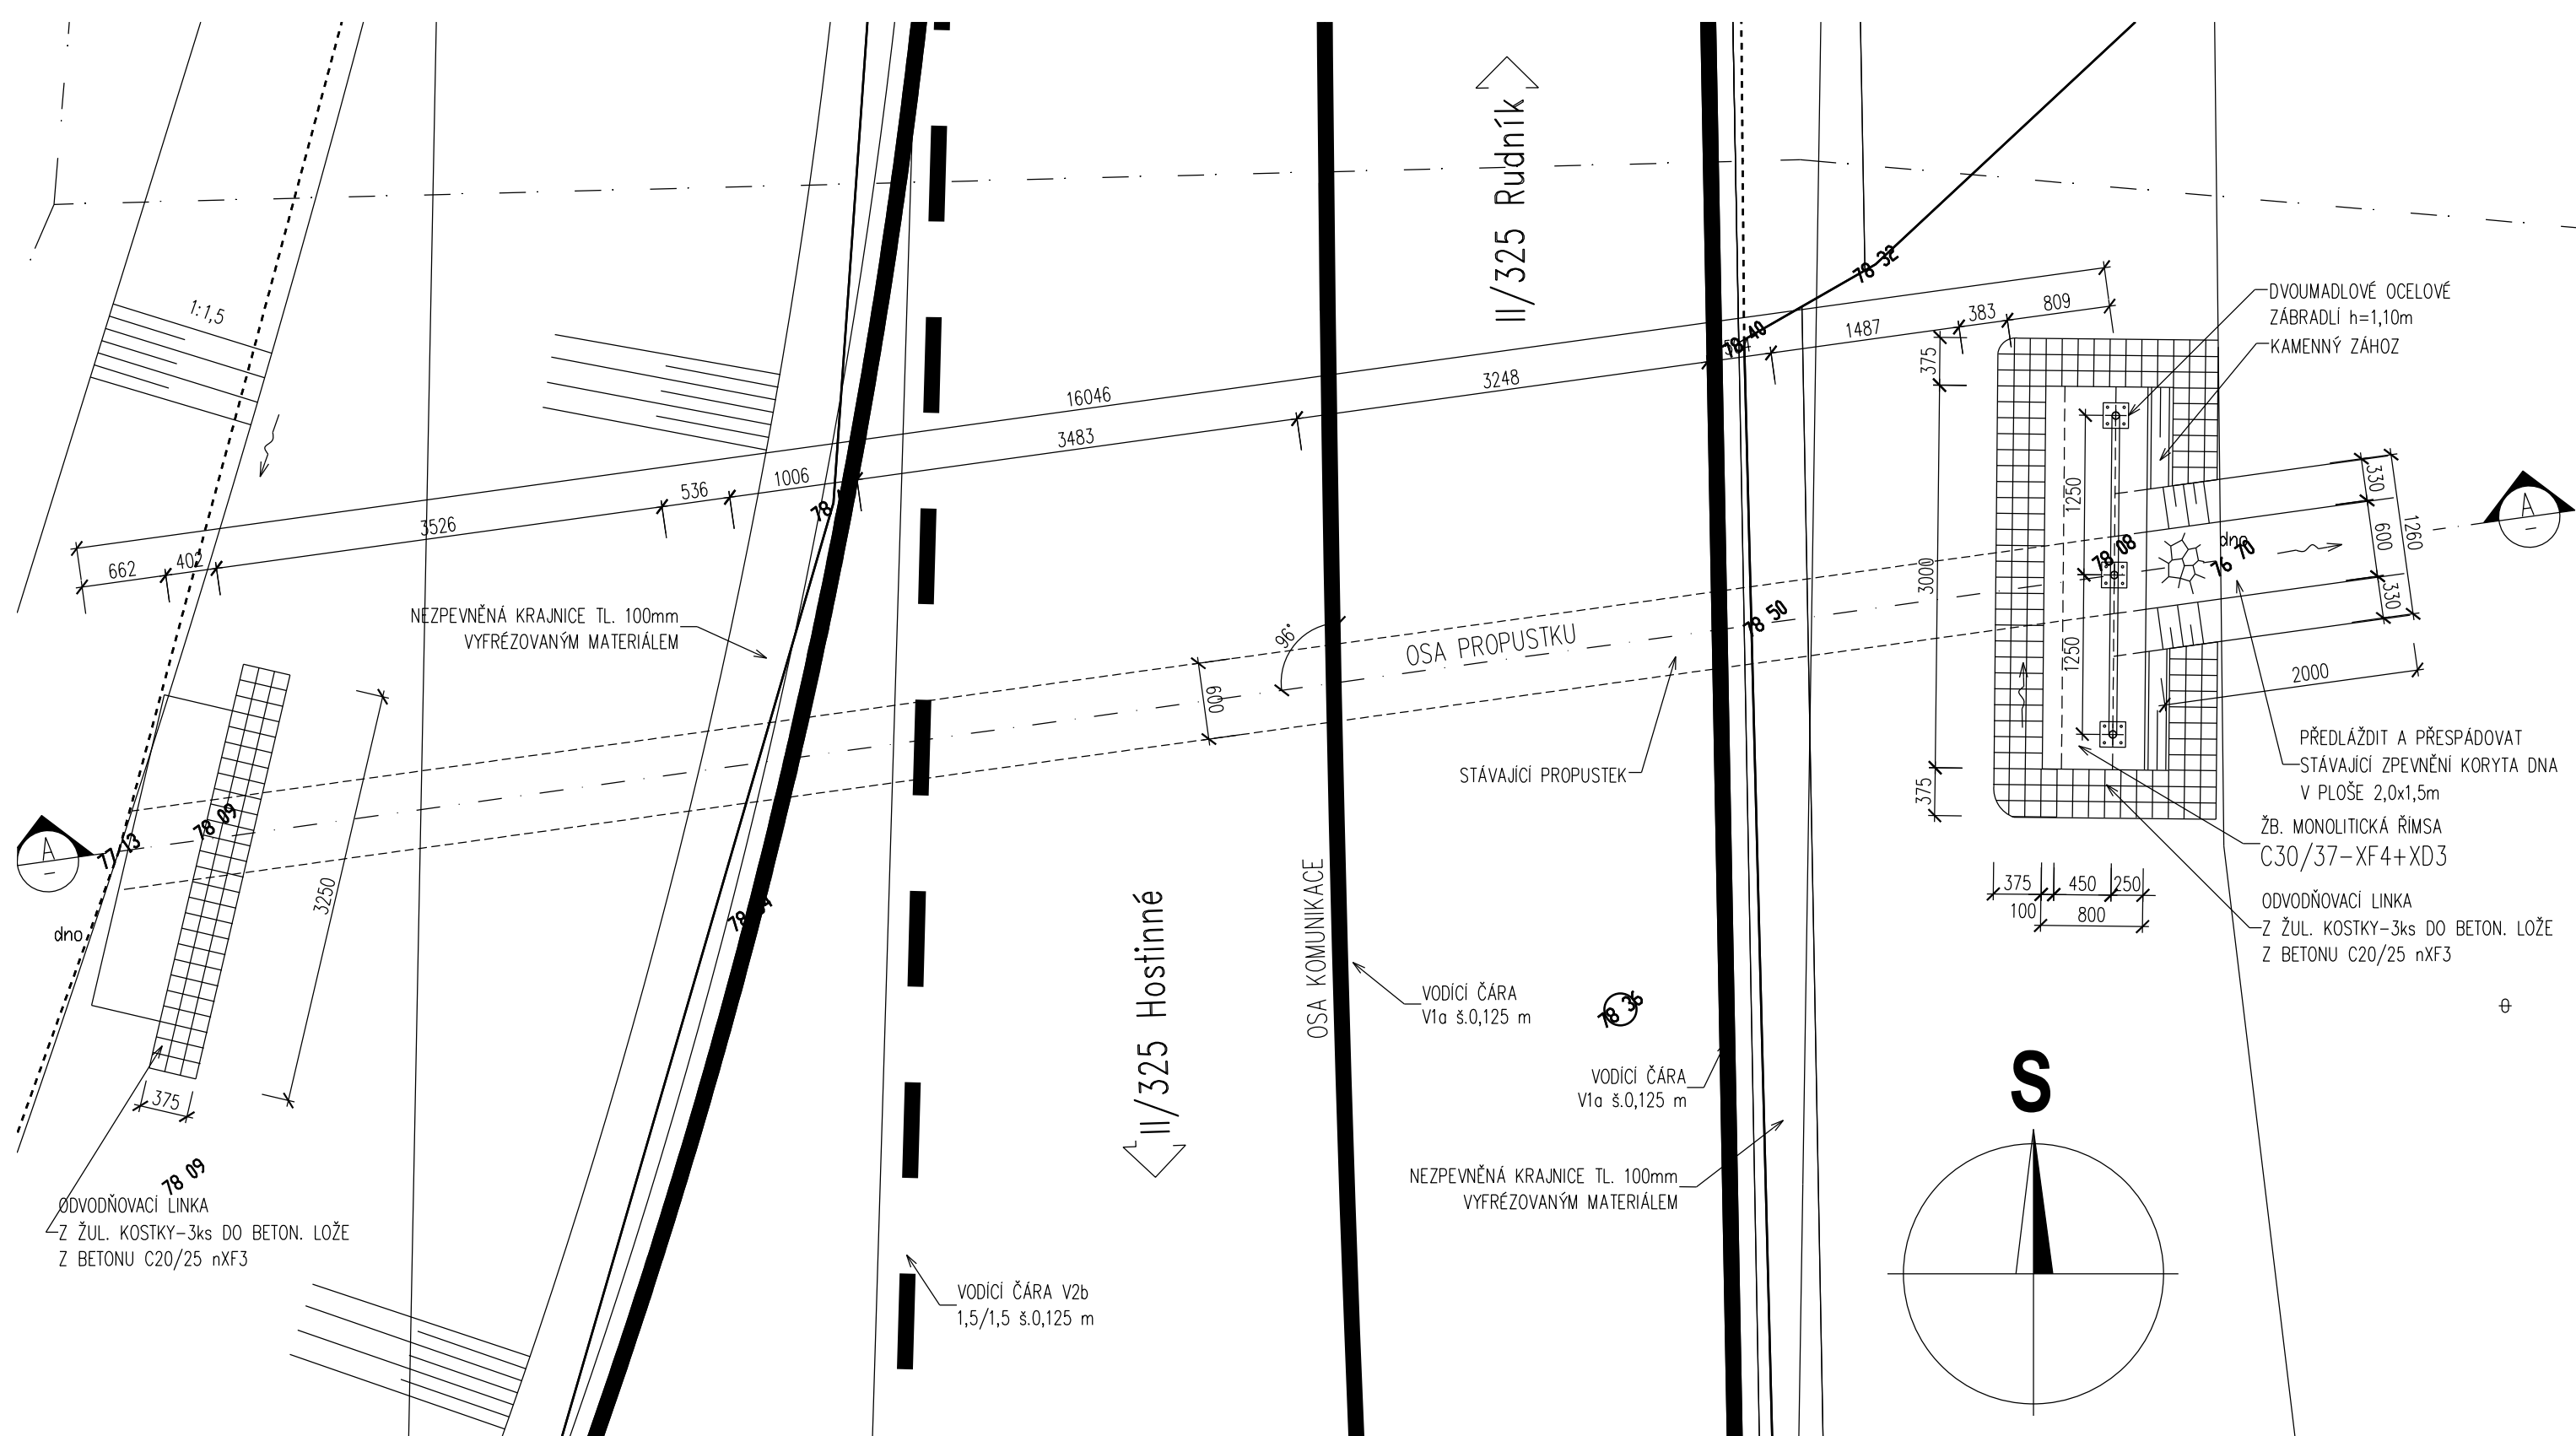 II/325 Rudník
1:1,5
DVOUMADLOVÉ OCELOVÉ
ZÁBRADLÍ h=1,10m
KAMENNÝ ZÁHOZ
78 32
78 40
16046
662
402
3526
536
1006
3483
3248
1487
383
809
78
375
3000
375
1250
1250
330
600
330
1260
2000
A
dno
76 70
78 08
78 50
NEZPEVNĚNÁ KRAJNICE TL. 100mm
VYFRÉZOVANÝM MATERIÁLEM
96°
OSA PROPUSTKU
600
STÁVAJÍCÍ PROPUSTEK
PŘEDLÁŽDIT A PŘESPÁDOVAT
STÁVAJÍCÍ ZPEVNĚNÍ KORYTA DNA
V PLOŠE 2,0x1,5m
ŽB. MONOLITICKÁ ŘÍMSA
C30/37-XF4+XD3
ODVODŇOVACÍ LINKA
Z ŽUL. KOSTKY-3ks DO BETON. LOŽE
Z BETONU C20/25 nXF3
375
450
250
100
800
A
77 13
78 09
3250
dno
375
78 09
ODVODŇOVACÍ LINKA
Z ŽUL. KOSTKY-3ks DO BETON. LOŽE
Z BETONU C20/25 nXF3
II/325 Hostinné
OSA KOMUNIKACE
VODÍCÍ ČÁRA
V1a š.0,125 m
78 36
VODÍCÍ ČÁRA
V1a š.0,125 m
NEZPEVNĚNÁ KRAJNICE TL. 100mm
VYFRÉZOVANÝM MATERIÁLEM
VODÍCÍ ČÁRA V2b
1,5/1,5 š.0,125 m
S
0